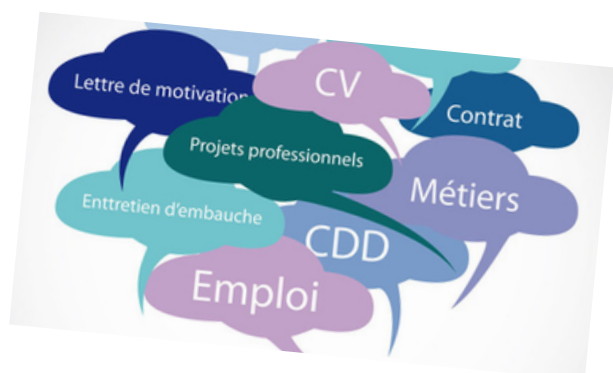 CV
Lettre de motivation
Contrat
Projets professionnels
Métiers
Enttretien d'embauche
CDD
Emploi